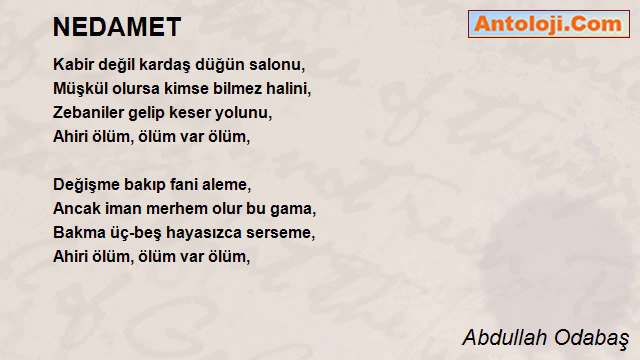 NEDAMET
Antoloji.Com
Kabir değil kardaş düğün salonu,
Müşkül olursa kimse bilmez halini,
Zebaniler gelip keser yolunu,
Ahiri ölüm, ölüm var ölüm,
Değişme bakıp fani aleme,
Ancak iman merhem olur bu gama,
Bakma üç-beş hayasızca serseme,
Ahiri ölüm, ölüm var ölüm,
Abdullah Odabaş